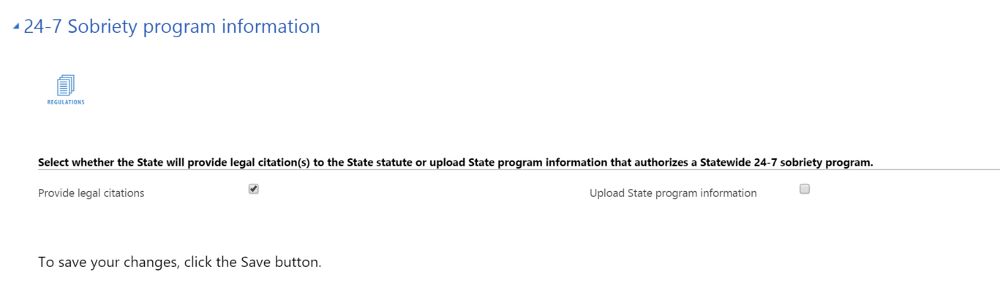 24-7 Sobriety program information
REGULATIONS
Select whether the State will provide legal citation(s) to the State statute or upload State program information that authorizes a Statewide 24-7 sobriety program.
Provide legal citations
Upload State program information
To save your changes, click the Save button.